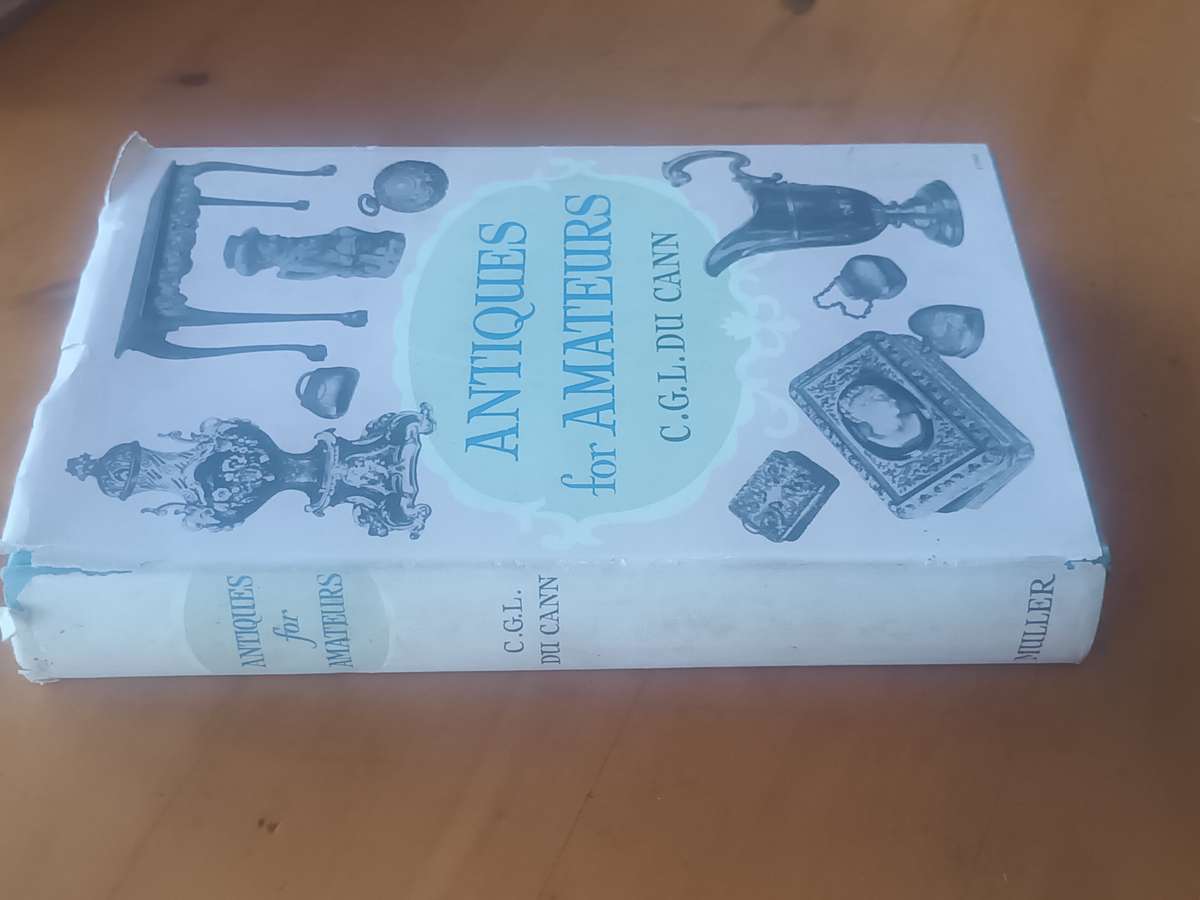 ANTIQUES
for AMATEURS
C.G.L. DU CANN
ANTIQUES
for
AMATEURS
C.G.L.
DU CANN
MULLER